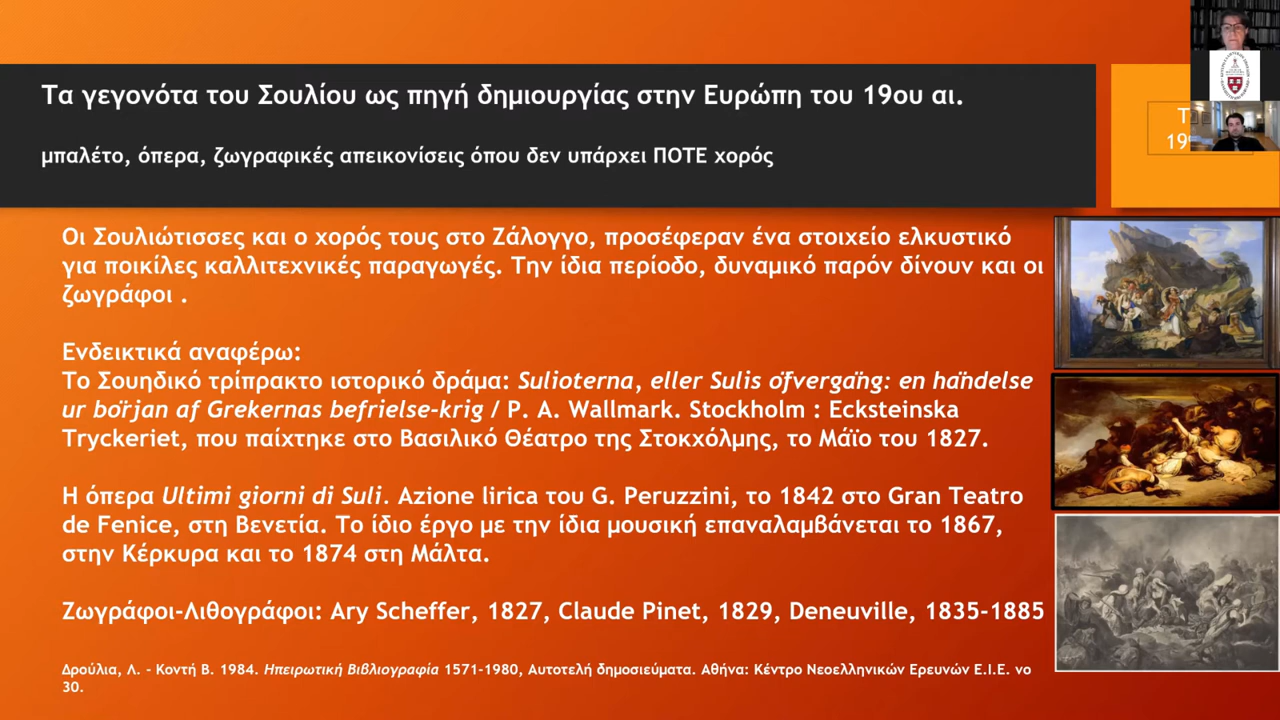 Τα γεγονότα του Σουλίου ως πηγή δημιουργίας στην Ευρώπη του 19ου αι.
μπαλέτο, όπερα, ζωγραφικές απεικονίσεις όπου δεν υπάρχει ΠΟΤΕ χορός
Οι Σουλιώτισσες και ο χορός τους στο Ζάλογγο, προσέφεραν ένα στοιχείο ελκυστικό
για ποικίλες καλλιτεχνικές παραγωγές. Την ίδια περίοδο, δυναμικό παρόν δίνουν και οι
ζωγράφοι .
Ενδεικτικά αναφέρω:
Το Σουηδικό τρίπρακτο ιστορικό δράμα: Sulioterna, eller Sulis öfvergäng: en händelse
ur början af Grekernas befrielse-krig / P. A. Wallmark. Stockholm : Ecksteinska
Tryckeriet, που παίχτηκε στο Βασιλικό Θέατρο της Στοκχόλμης, το Μάϊο του 1827.
Η όπερα Ultimi giorni di Suli. Azione lirica του G. Peruzzini, το 1842 στο Gran Teatro
de Fenice, στη Βενετία. Το ίδιο έργο με την ίδια μουσική επαναλαμβάνεται το 1867,
στην Κέρκυρα και το 1874 στη Μάλτα.
Ζωγράφοι-Λιθογράφοι: Ary Scheffer, 1827, Claude Pinet, 1829, Deneuville, 1835-1885
Δρούλια, Λ. - Κοντή Β. 1984. Ηπειρωτική Βιβλιογραφία 1571-1980, Αυτοτελή δημοσιεύματα. Αθήνα: Κέντρο Νεοελληνικών Ερευνών Ε.Ι.Ε. νο
30.